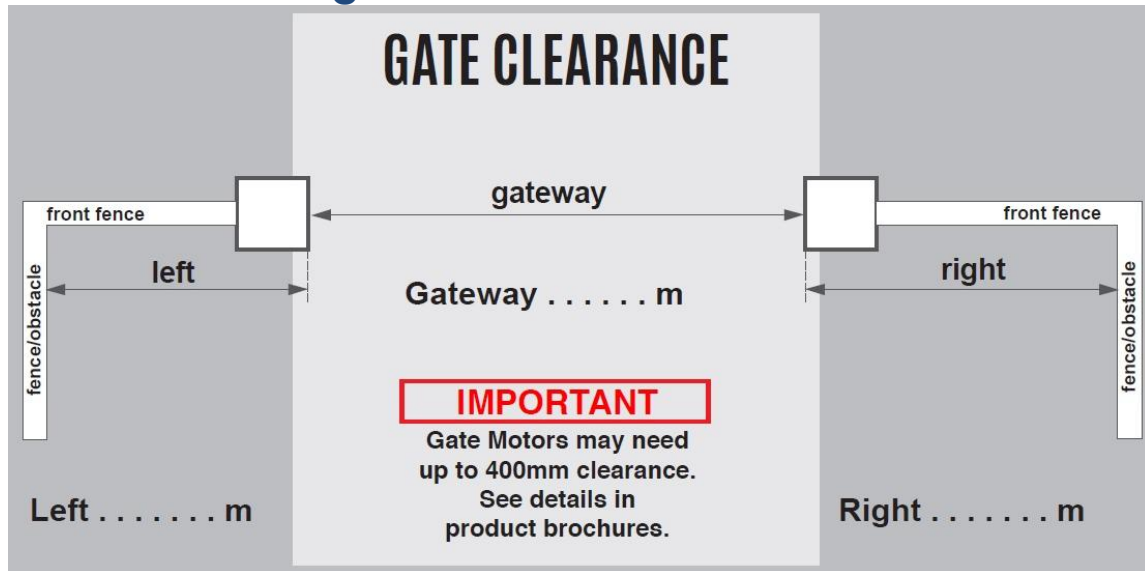 GATE CLEARANCE
gateway
front fence
front fence
left
right
fence/obstacle
fence/obstacle
Gateway . . . . . . m
IMPORTANT
Gate Motors may need
up to 400mm clearance.
See details in
product brochures.
Left . . . . . . . m
Right . . . . . . . m